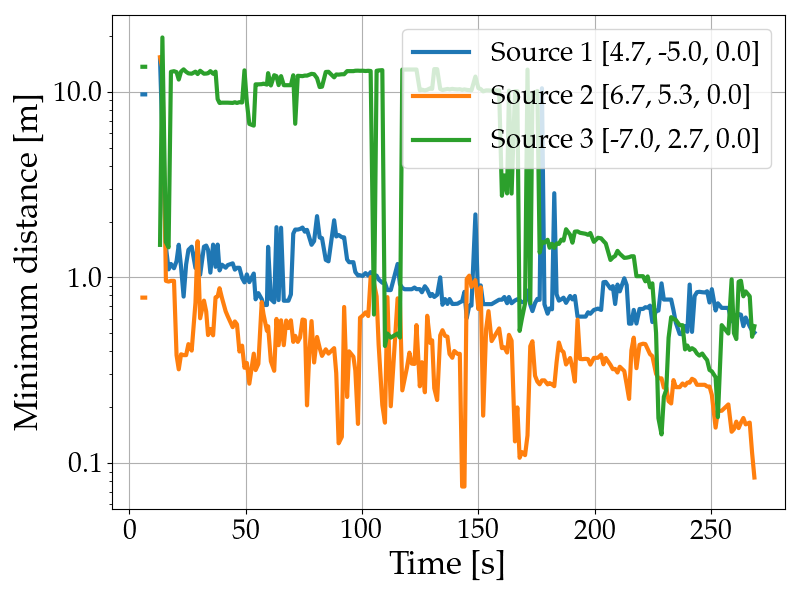 Source 1 [4.7, -5.0, 0.0]
Source 2 [6.7, 5.3, 0.0]
Source 3 [-7.0, 2.7, 0.0]
Minimum distance [m]
10.0
1.0
0.1
0 50 100 150 200 250
Time [s]